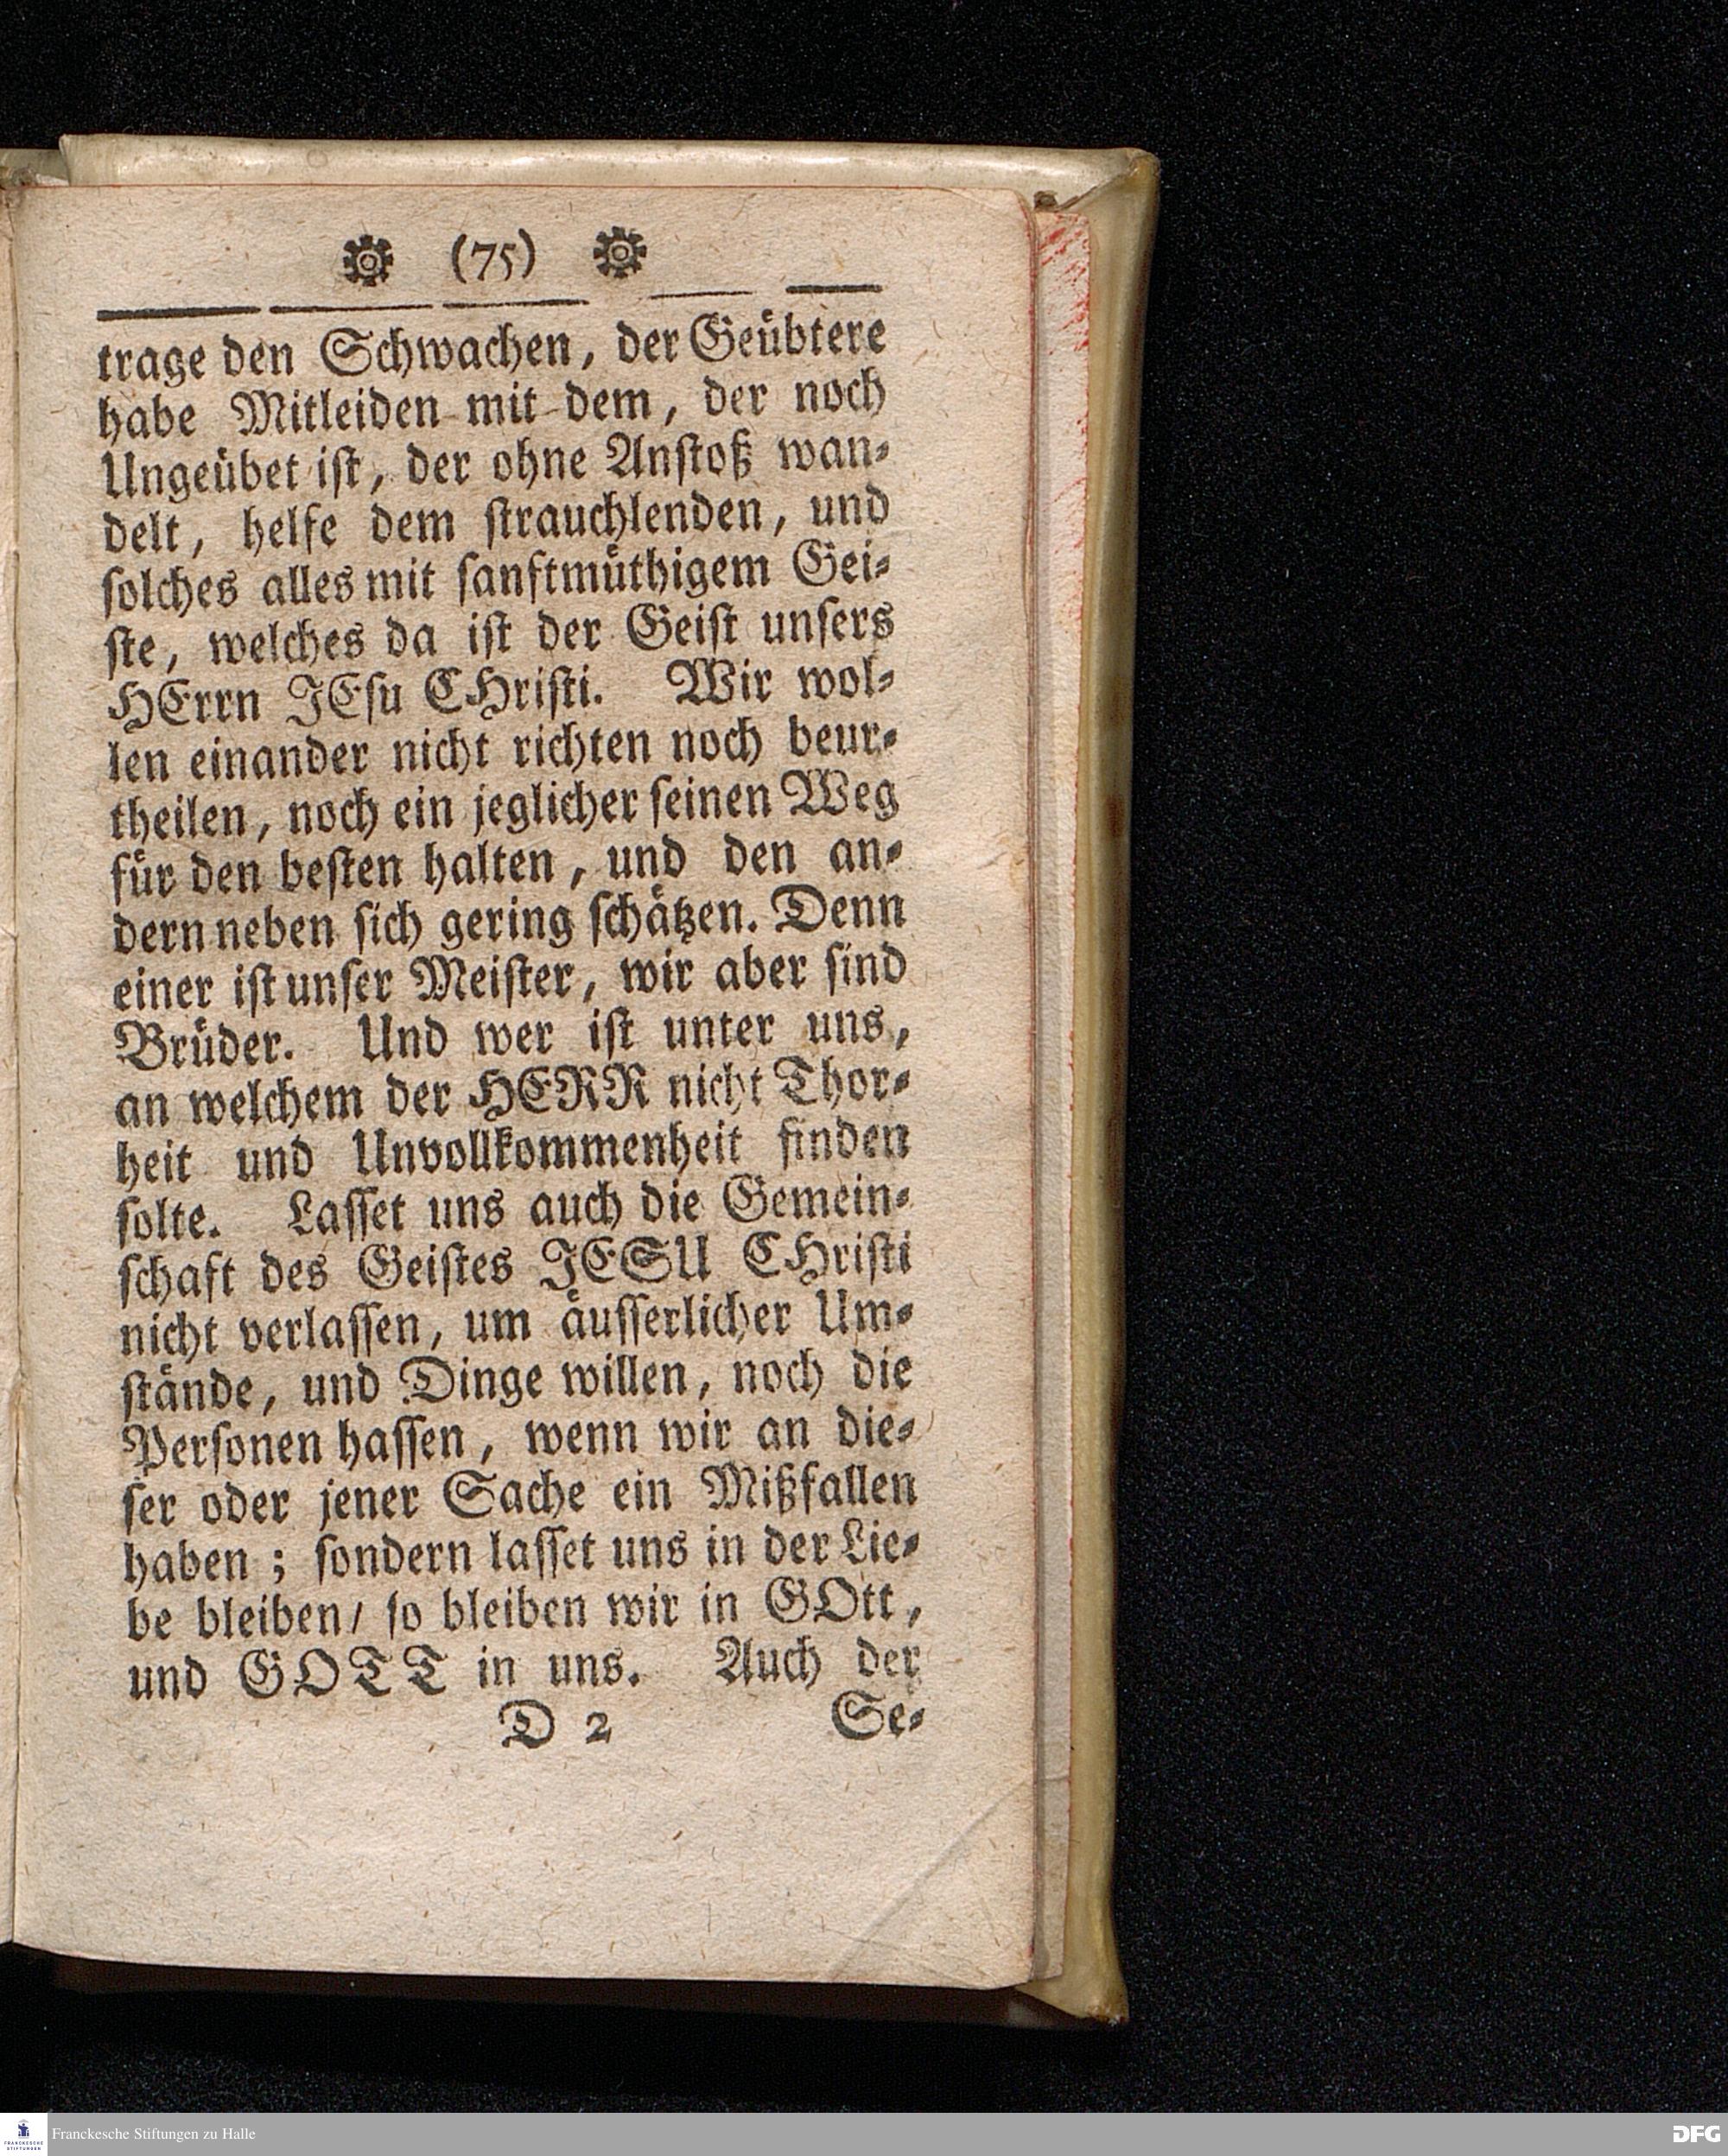 (75)
trage den Schwachen, der Geübtere
habe Mitleiden mit dem, der noch
Ungeübet ist, der ohne Anstoß wan-
delt, helfe dem strauchlenden, und
solches alles mit sanftmüthigem Gei-
ste, welches da ist der Geist unsers
HErrn JEsu CHristi. Wir wol-
len einander nicht richten noch beur-
theilen, noch ein jeglicher seinen Weg
für den besten halten, und den an-
dern neben sich gering schätzen. Denn
einer ist unser Meister, wir aber sind
Brüder. Und wer ist unter uns,
an welchem der HERR nicht Thor-
heit und Unvollkommenheit finden
solte. Lasset uns auch die Gemein-
schaft des Geistes JESU CHristi
nicht verlassen, um äusserlicher Um-
stände, und Dinge willen, noch die
Personen hassen, wenn wir an die-
ser oder jener Sache ein Mißfallen
haben; sondern lasset uns in der Lie-
be bleiben/ so bleiben wir in GOtt,
und GOTT in uns. Auch der
D 2 Se-
FRANCKESCHE STIFTUNGEN
Franckesche Stiftungen zu Halle
DFG